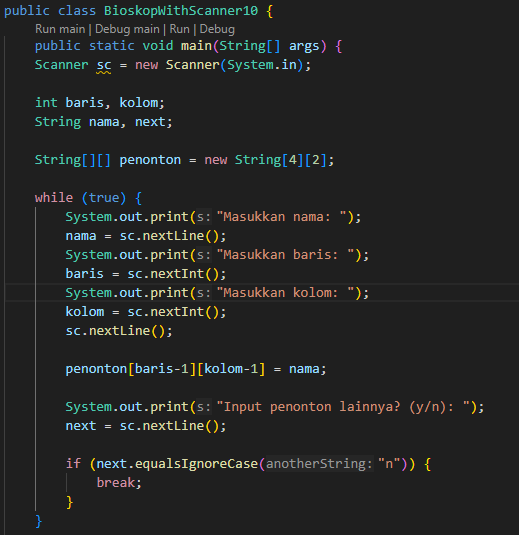 public class BioskopWithScanner10 {
Run main | Debug main | Run | Debug
public static void main(String[] args) {
Scanner sc = new Scanner(System.in);
int baris, kolom;
String nama, next;
String[][] penonton = new String[4][2];
while (true) {
System.out.print(s:"Masukkan nama: ");
nama = sc.nextLine();
System.out.print(s:"Masukkan baris: ");
baris = sc.nextInt();
System.out.print(s:"Masukkan kolom: ");
kolom = sc.nextInt();
sc.nextLine();
penonton[baris-1][kolom-1] = nama;
System.out.print(s:"Input penonton lainnya? (y/n): ");
next = sc.nextLine();
if (next.equalsIgnoreCase(anotherString:"n")) {
break;
}
}